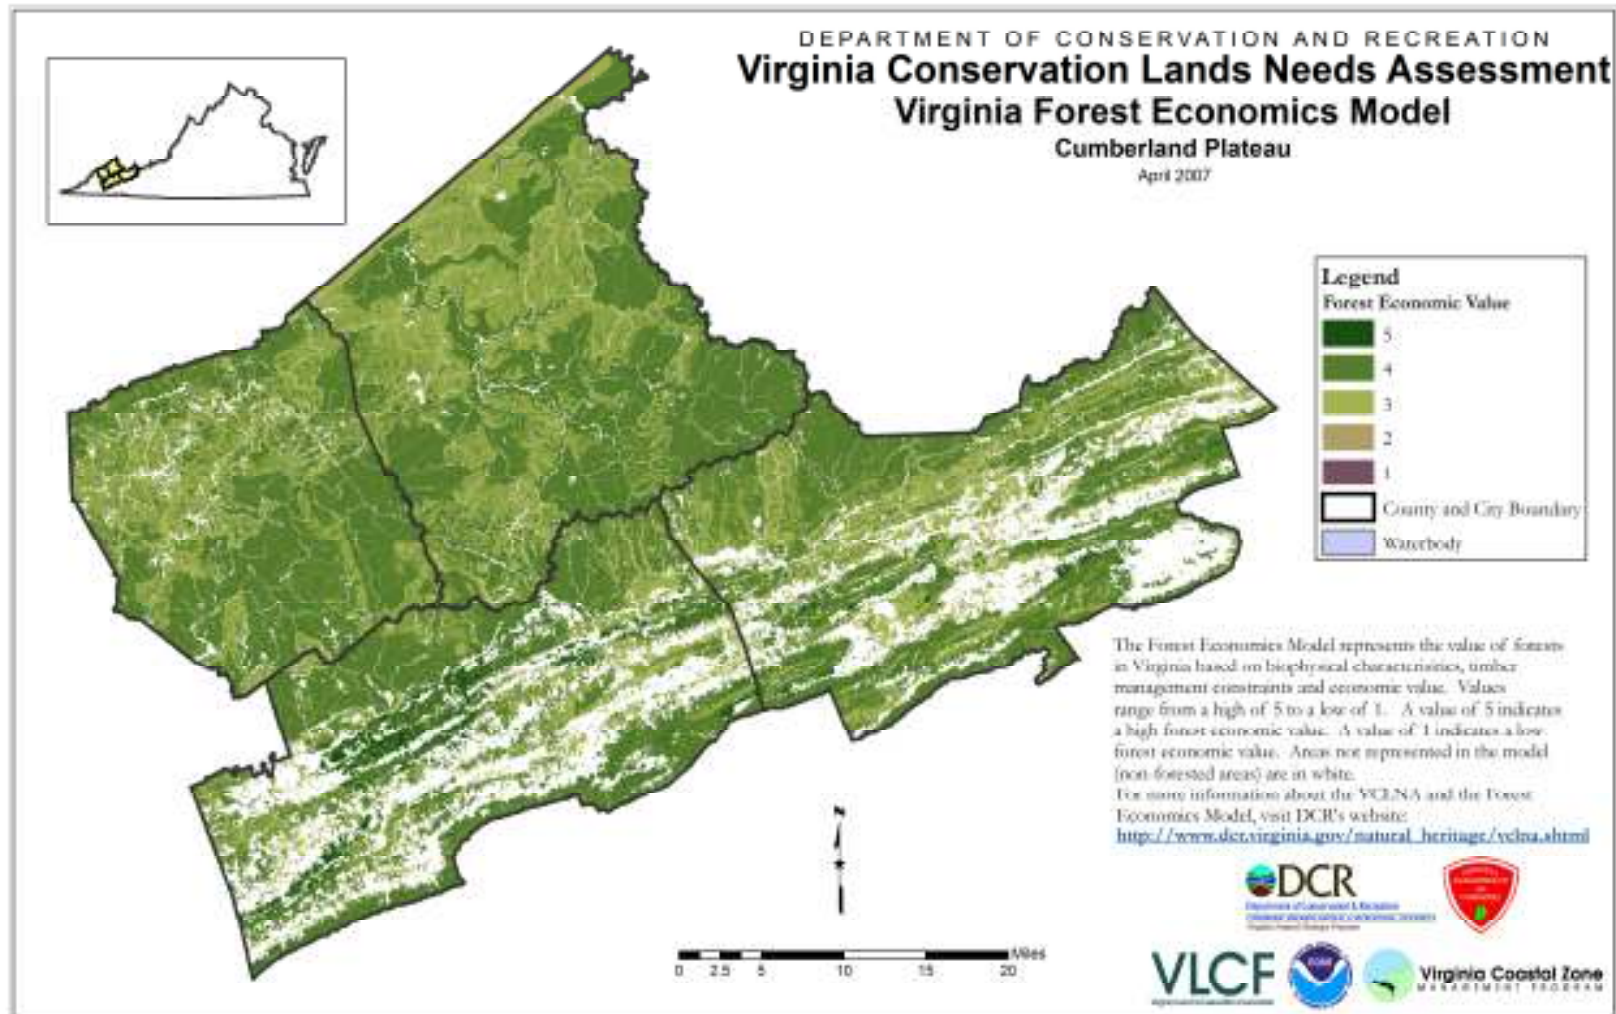 DEPARTMENT OF CONSERVATION AND RECREATION
Virginia Conservation Lands Needs Assessment
Virginia Forest Economics Model
Cumberland Plateau
April 2007
Legend
Forest Economic Value
5
4
3
2
1
County and City Boundary
Waterbody
The Forest Economics Model represents the value of forests
in Virginia based on biophysical characteristics, timber
management constraints and economic value. Values
range from a high of 5 to a low of 1. A value of 5 indicates
a high forest economic value. A value of 1 indicates a low
forest economic value. Areas not represented in the model
(non-forested areas) are in white.
For more information about the VCLNA and the Forest
Economics Model, visit DCR's website:
http://www.dcr.virginia.gov/natural_heritage/vclna.shtml
N
Miles
0 2.5 5 10 15 20
DCR
Department of Conservation & Recreation
VLCF
Virginia Coastal Zone
MANAGEMENT PROGRAM